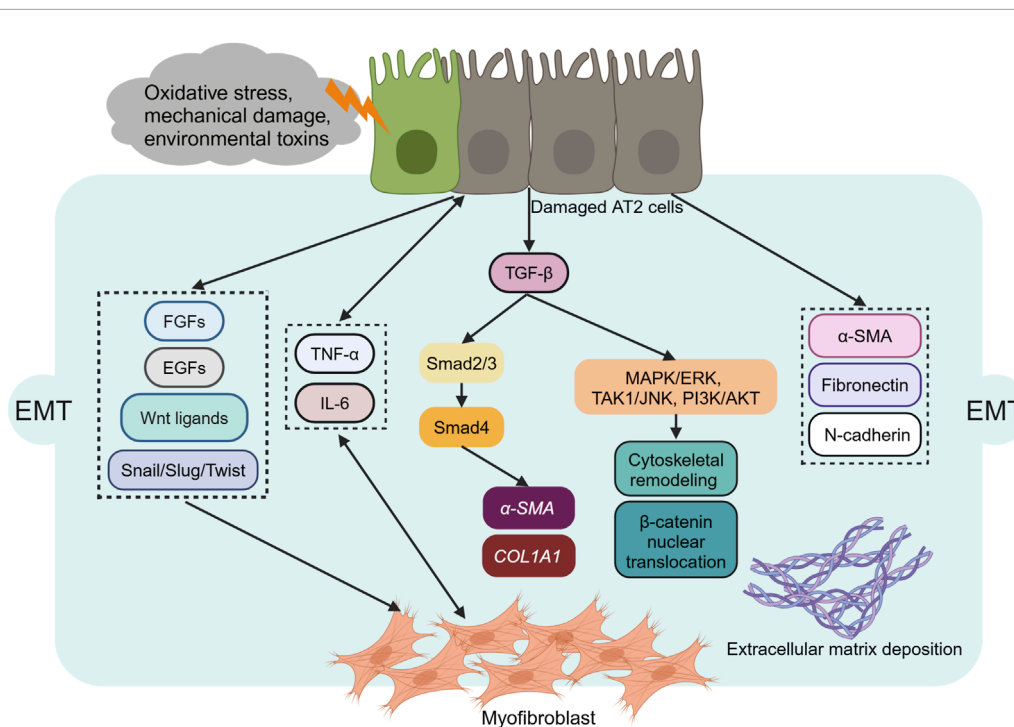 Oxidative stress,
mechanical damage,
environmental toxins
Damaged AT2 cells
TGF-β
FGFs
EGFs
Wnt ligands
Snail/Slug/Twist
TNF-α
IL-6
Smad2/3
Smad4
α-SMA
COL1A1
MAPK/ERK,
TAK1/JNK, PI3K/AKT
Cytoskeletal
remodeling
β-catenin
nuclear
translocation
α-SMA
Fibronectin
N-cadherin
EMT
EMT
Extracellular matrix deposition
Myofibroblast